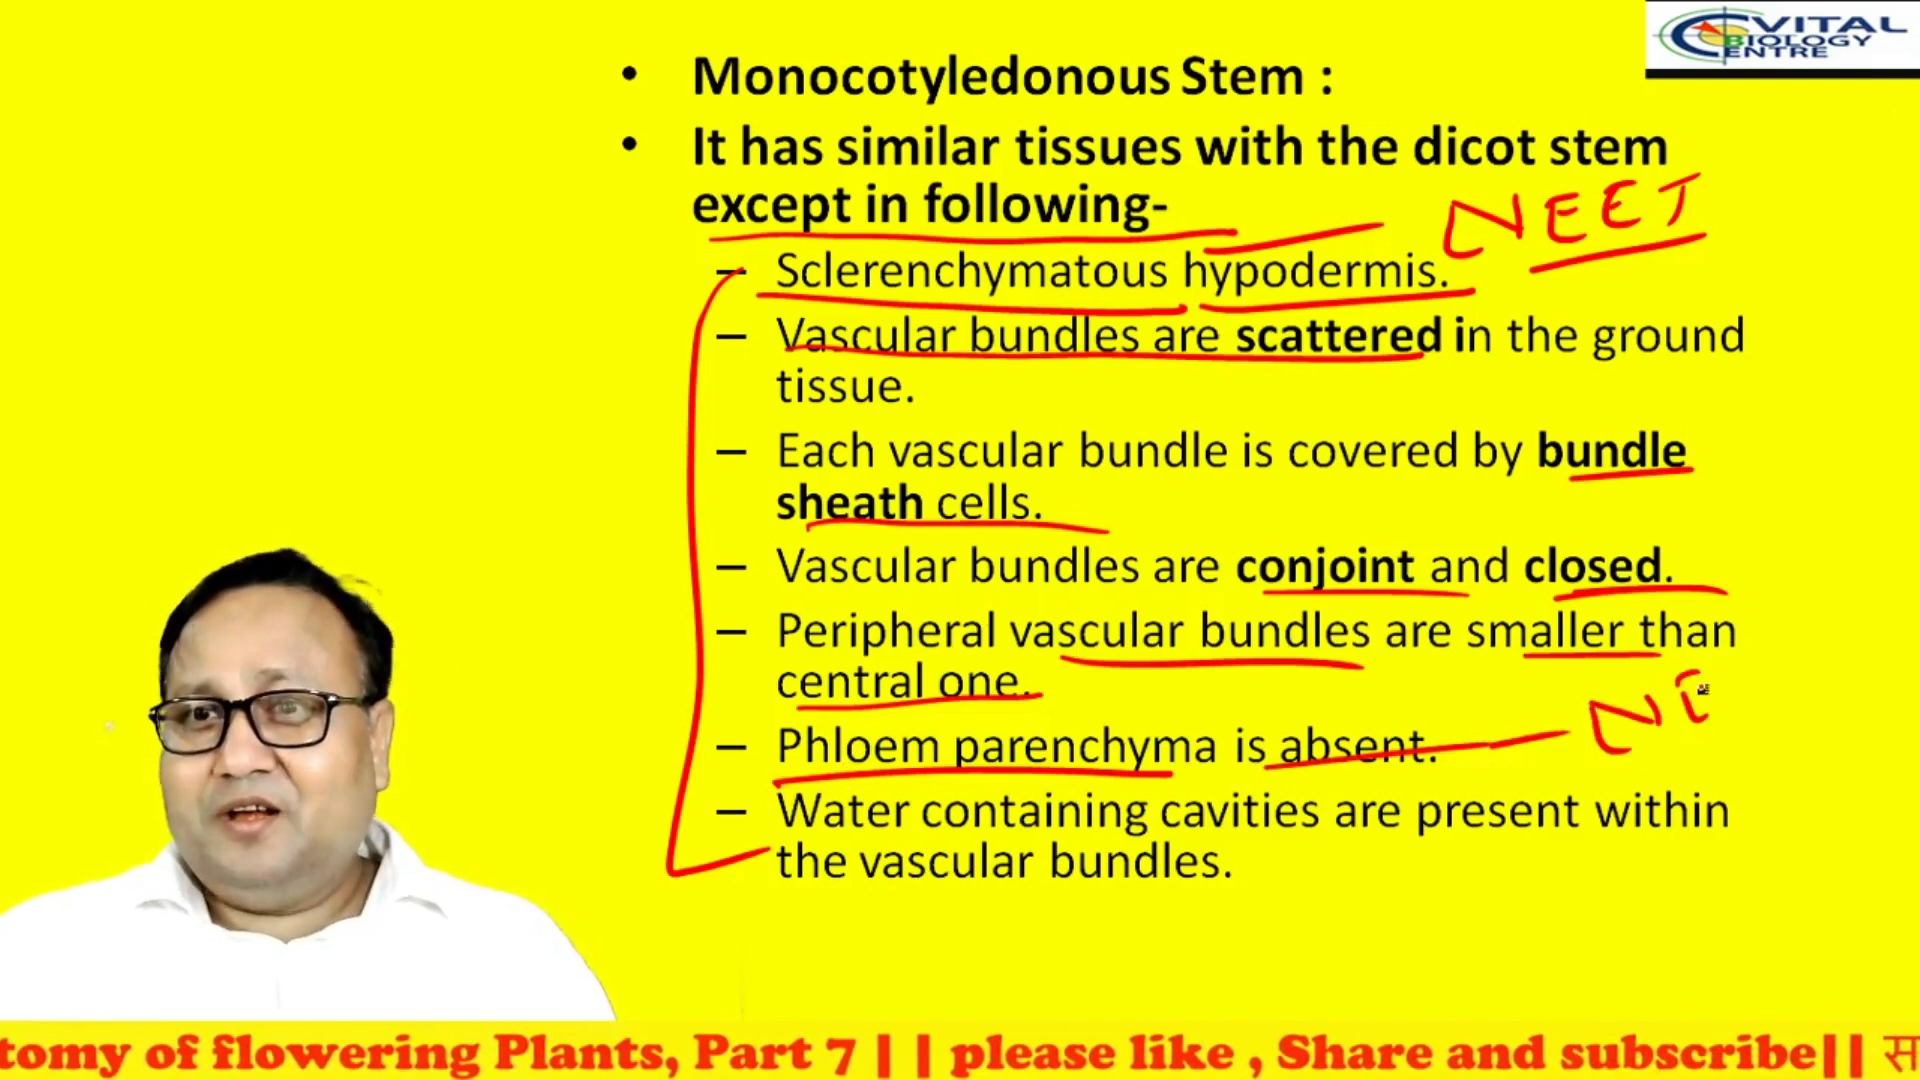 VITAL
BIOLOGY
CENTRE
• Monocotyledonous Stem :
• It has similar tissues with the dicot stem
except in following-
NEET
– Sclerenchymatous hypodermis.
– Vascular bundles are scattered in the ground
tissue.
– Each vascular bundle is covered by bundle
sheath cells.
– Vascular bundles are conjoint and closed.
– Peripheral vascular bundles are smaller than
central one.
– Phloem parenchyma is absent.
NE
– Water containing cavities are present within
the vascular bundles.
tomy of flowering Plants, Part 7 || please like , Share and subscribe|| स